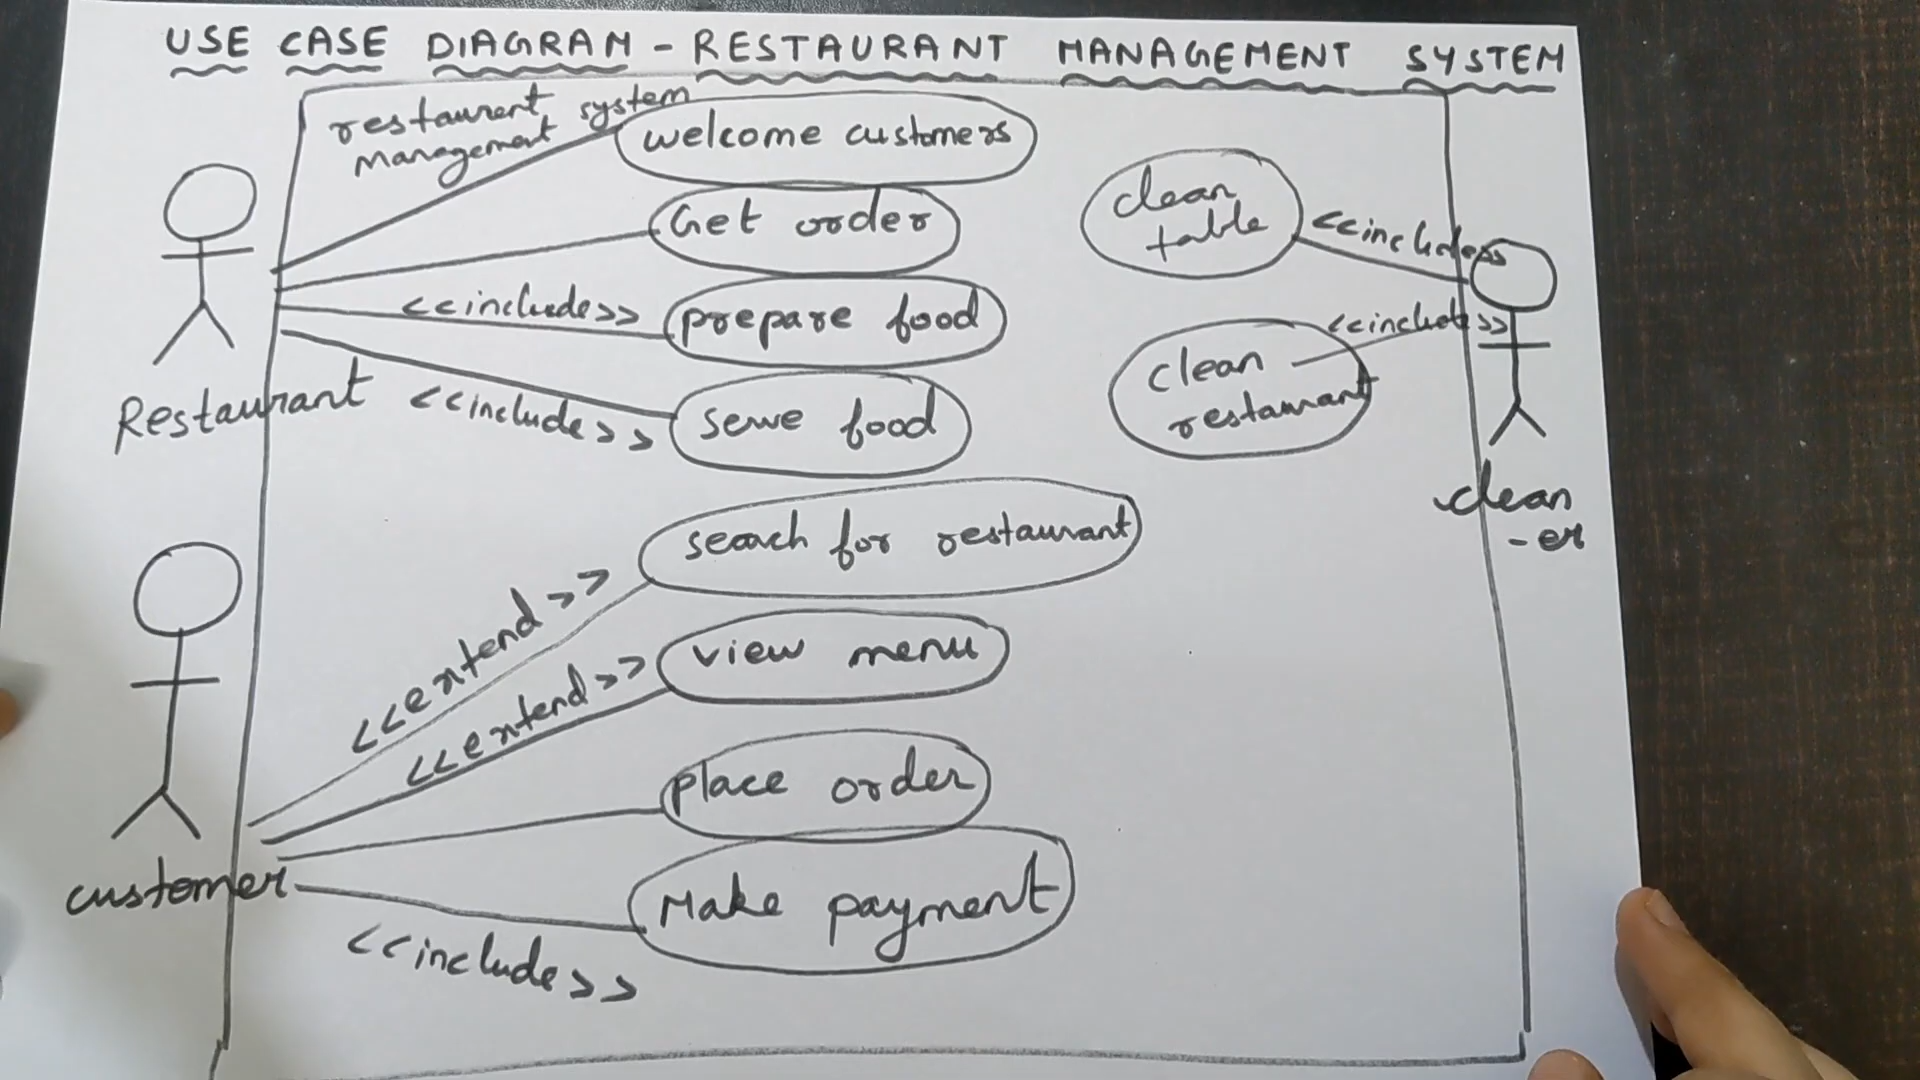 USE CASE DIAGRAM - RESTAURANT MANAGEMENT SYSTEM
restaurent system
management
welcome customers
Get order
<<include>> prepare food
Restaurant
<<include>> serve food
clean
table
<<include>>
<<include>>
clean
restaurant
clean
-er
search for restaurant
<<extend>>
view menu
<<extend>>
place order
customer
Make payment
<<include>>